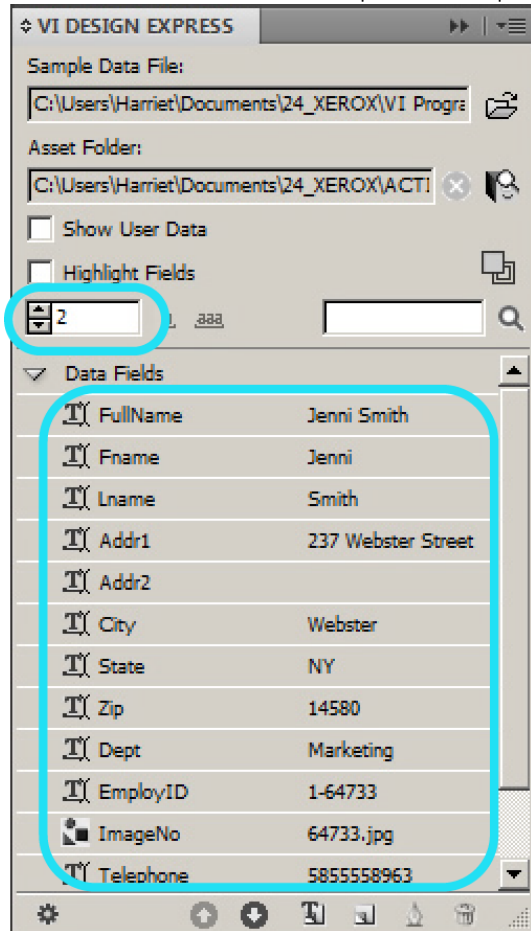 VI DESIGN EXPRESS
Sample Data File:
C:\Users\Harriet\Documents\24_XEROX\VI Progra
Asset Folder:
C:\Users\Harriet\Documents\24_XEROX\ACTI
Show User Data
Highlight Fields
2 aaa
Data Fields
FullName Jenni Smith
Fname Jenni
Lname Smith
Addr1 237 Webster Street
Addr2
City Webster
State NY
Zip 14580
Dept Marketing
EmployID 1-64733
ImageNo 64733.jpg
Telephone 5855558963